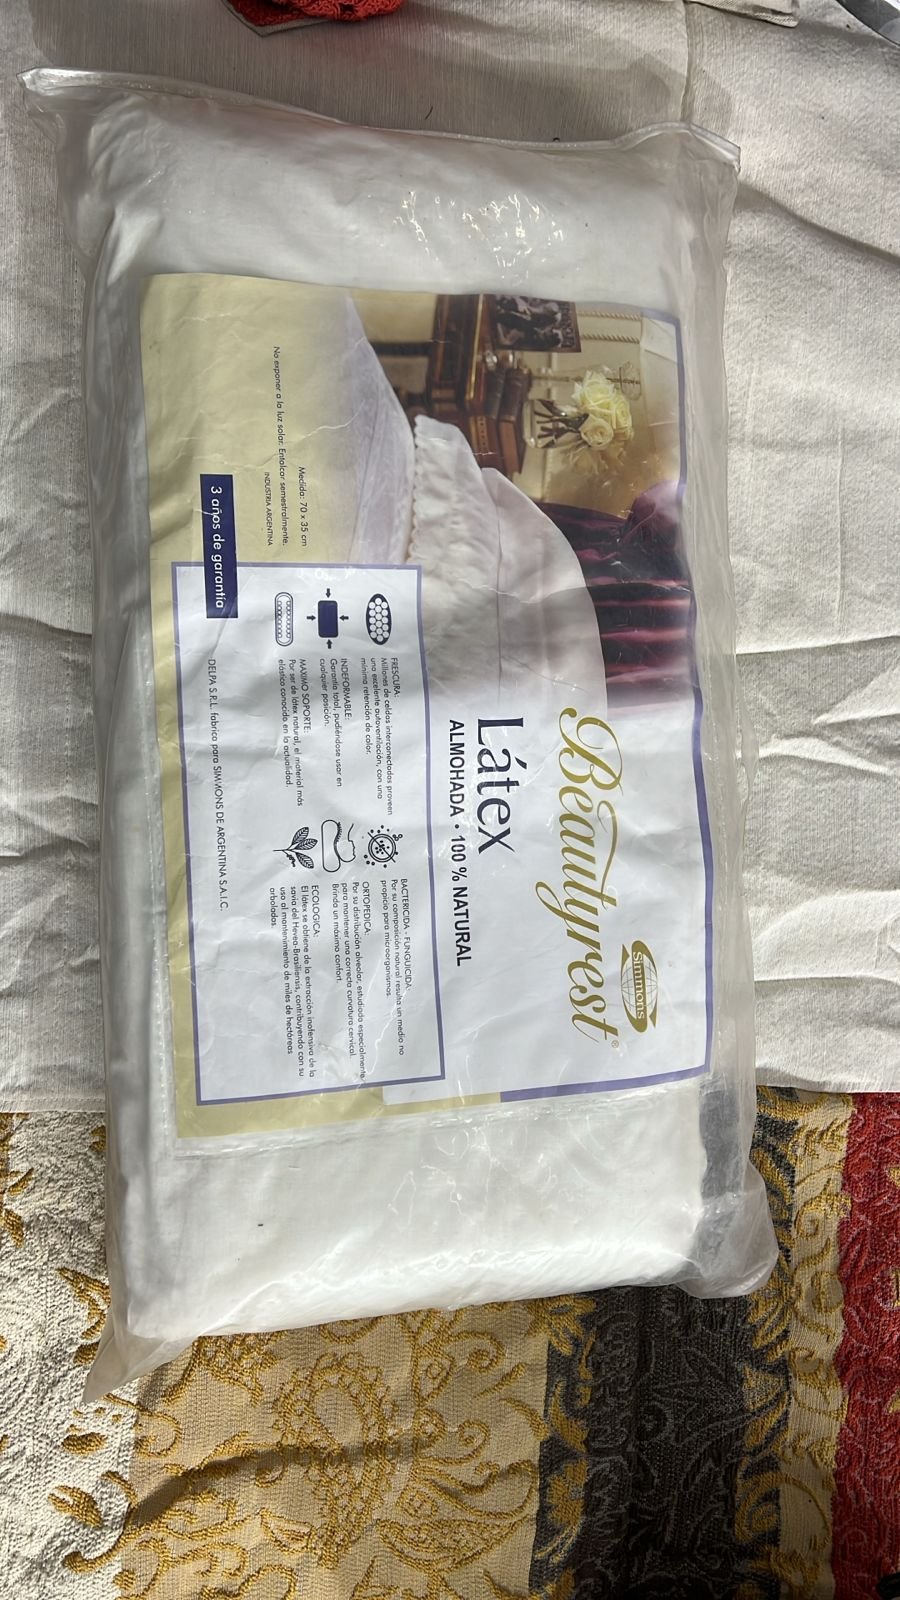 Simmons
Beautyrest®
Látex
ALMOHADA • 100 % NATURAL
FRESCURA:
Millones de celdas interconectadas proveen
una excelente autoventilación, con una
mínima retención de calor.
INDEFORMABLE:
Garantía total, pudiéndose usar en
cualquier posición.
MAXIMO SOPORTE:
Por ser de látex natural, el material más
elástico conocido en la actualidad.
BACTERICIDA - FUNGUICIDA:
Por su composición natural resulta un medio no
propicio para microorganismos.
ORTOPEDICA:
Por su distribución alveolar, estudiada especialmente
para mantener una correcta curvatura cervical.
Brinda un máximo confort.
ECOLOGICA:
El látex se obtiene de la extracción inofensiva de la
savia del Hevea-Brasiliensis, contribuyendo con su
uso al mantenimiento de miles de hectáreas
arboladas.
Medida: 70 x 35 cm
No exponer a la luz solar. Entalcar semestralmente.
INDUSTRIA ARGENTINA
3 años de garantía
DELPA S.R.L. fabrica para SIMMONS DE ARGENTINA S.A.I.C.